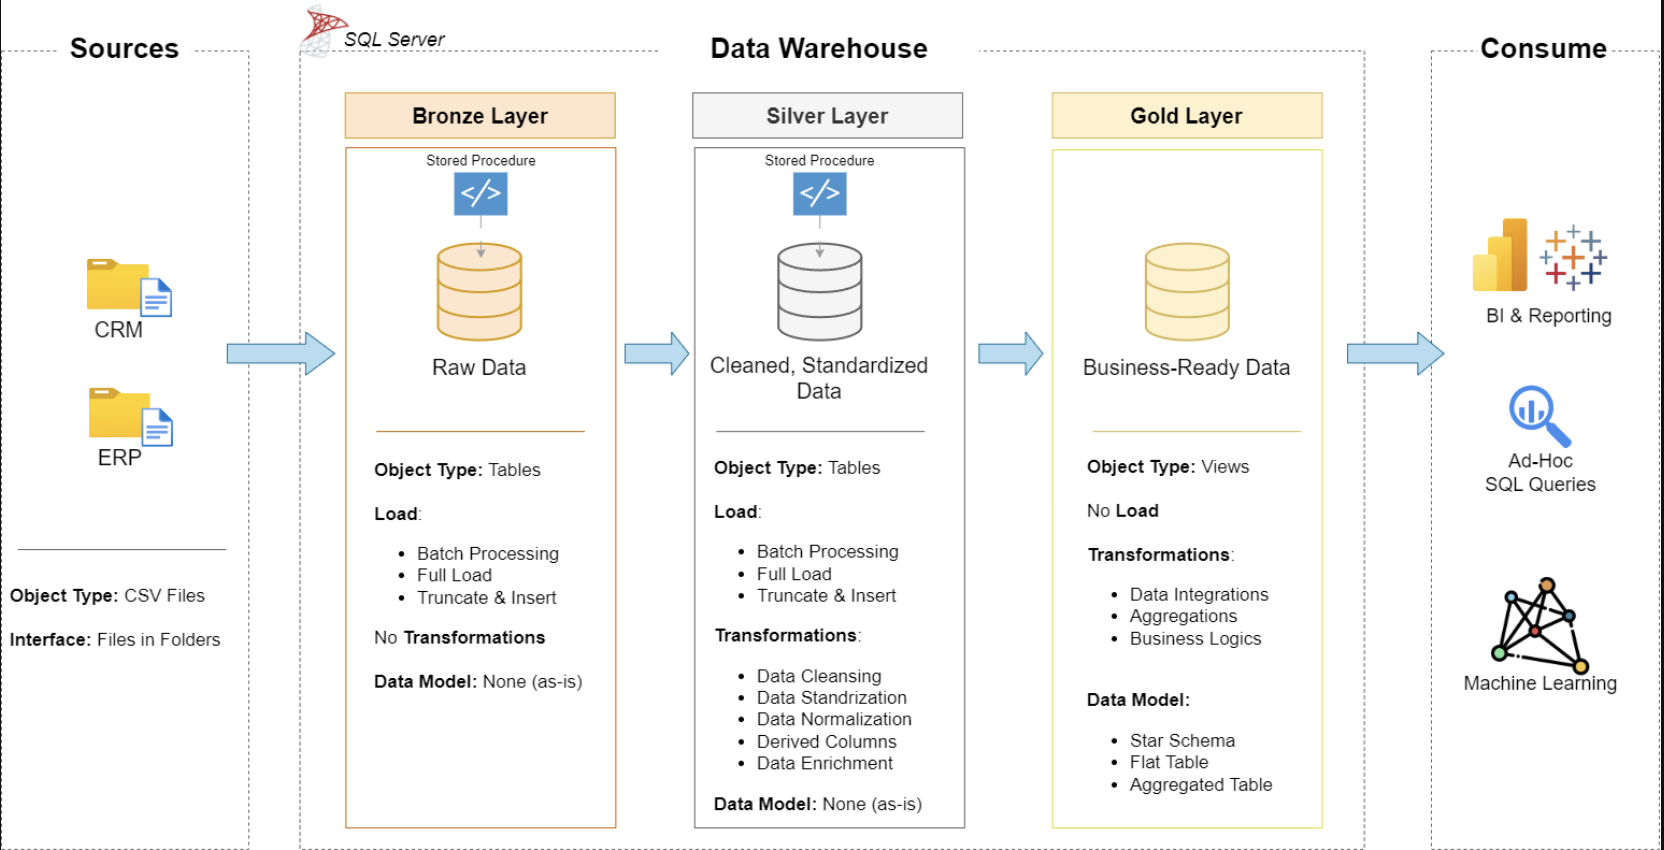 Sources
CRM
ERP
Object Type: CSV Files
Interface: Files in Folders
SQL Server
Data Warehouse
Bronze Layer
Stored Procedure
</>
Raw Data
Object Type: Tables
Load:
• Batch Processing
• Full Load
• Truncate & Insert
No Transformations
Data Model: None (as-is)
Silver Layer
Stored Procedure
</>
Cleaned, Standardized
Data
Object Type: Tables
Load:
• Batch Processing
• Full Load
• Truncate & Insert
Transformations:
• Data Cleansing
• Data Standrization
• Data Normalization
• Derived Columns
• Data Enrichment
Data Model: None (as-is)
Gold Layer
Business-Ready Data
Object Type: Views
No Load
Transformations:
• Data Integrations
• Aggregations
• Business Logics
Data Model:
• Star Schema
• Flat Table
• Aggregated Table
Consume
BI & Reporting
Ad-Hoc
SQL Queries
Machine Learning